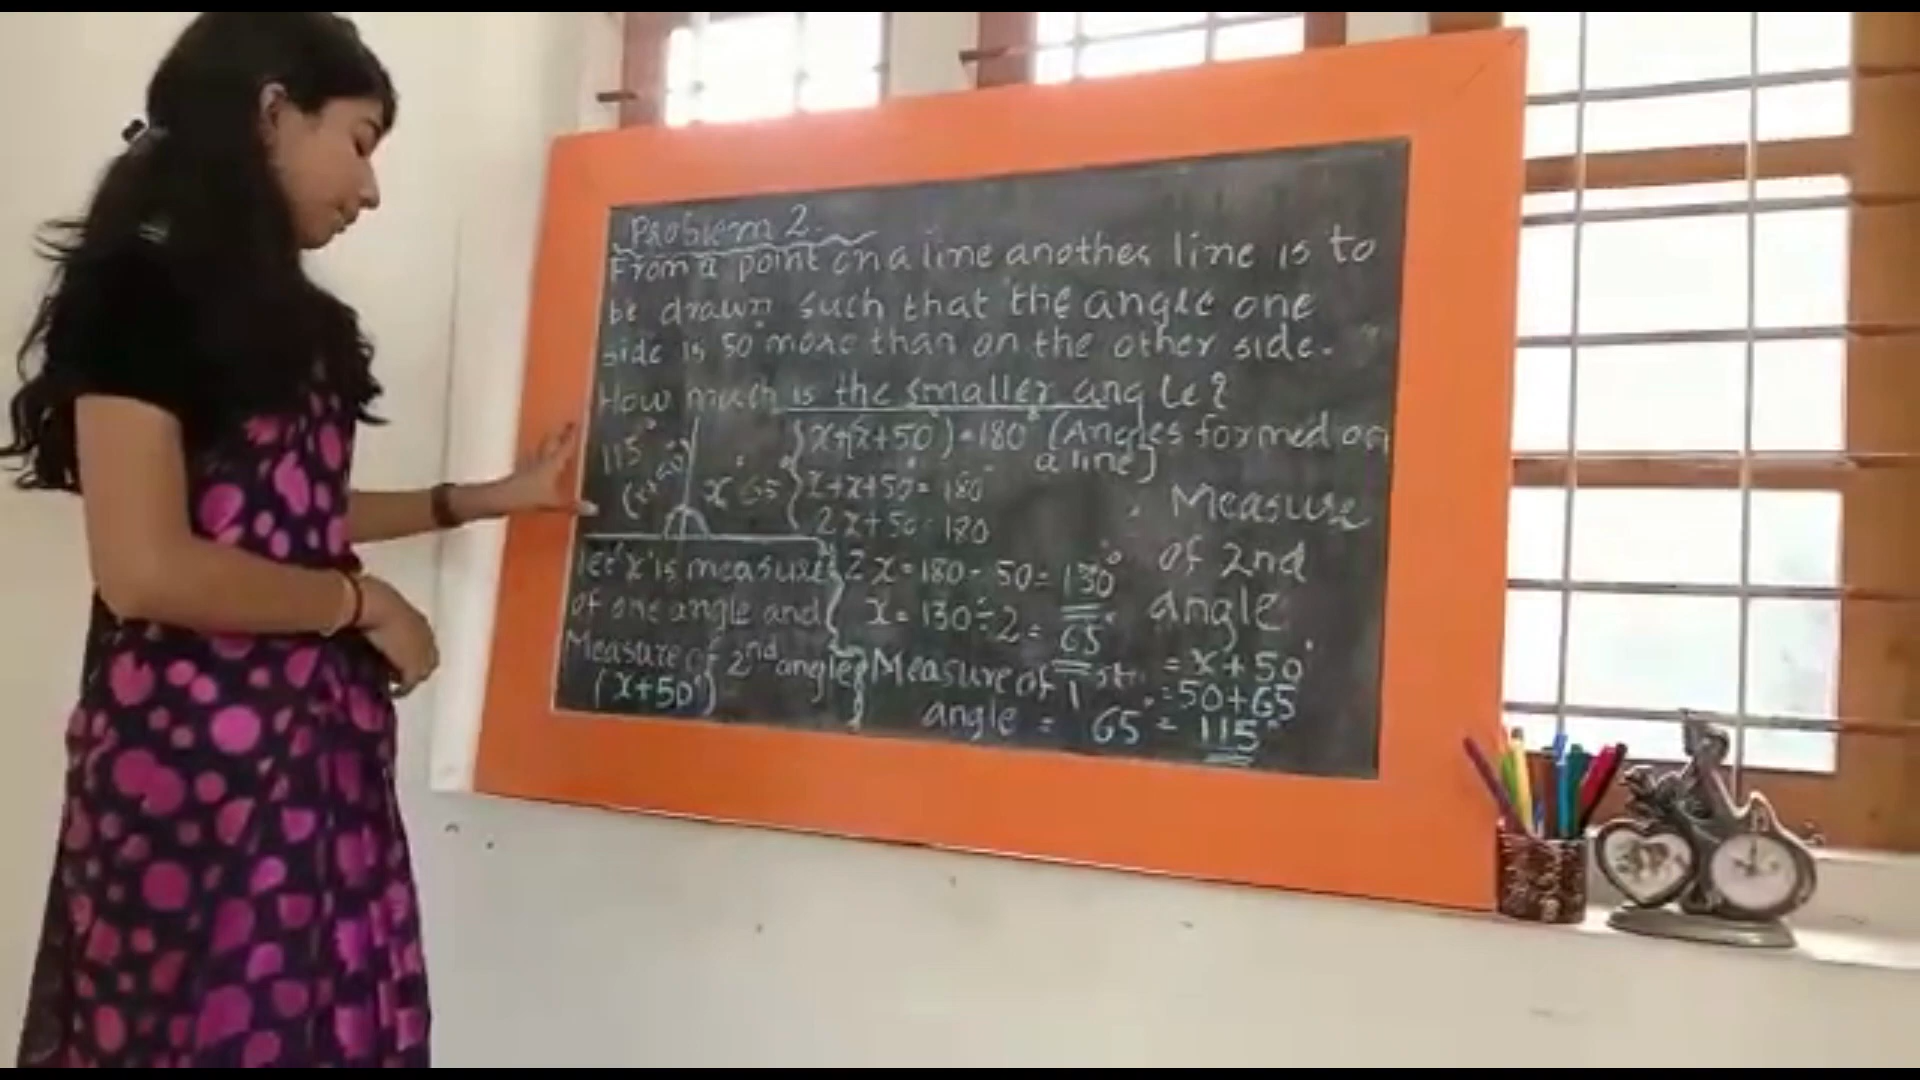 Problem 2.
From a point on a line another line is to
be drawn such that the angle one
side is 50° more than on the other side.
How much is the smaller angle?
115°
(x+50°)
x° 65°
let 'x' is measure
of one angle and
Measure of 2nd angle
(x+50°)
x+(x+50°)=180° (Angles formed on
a line]
x+x+50°= 180°
2x+50=180
2x=180-50=130°
x=130÷2=65°
Measure of 1st
angle = 65°
Measure
of 2nd
angle
=x+50°
=50+65
=115°